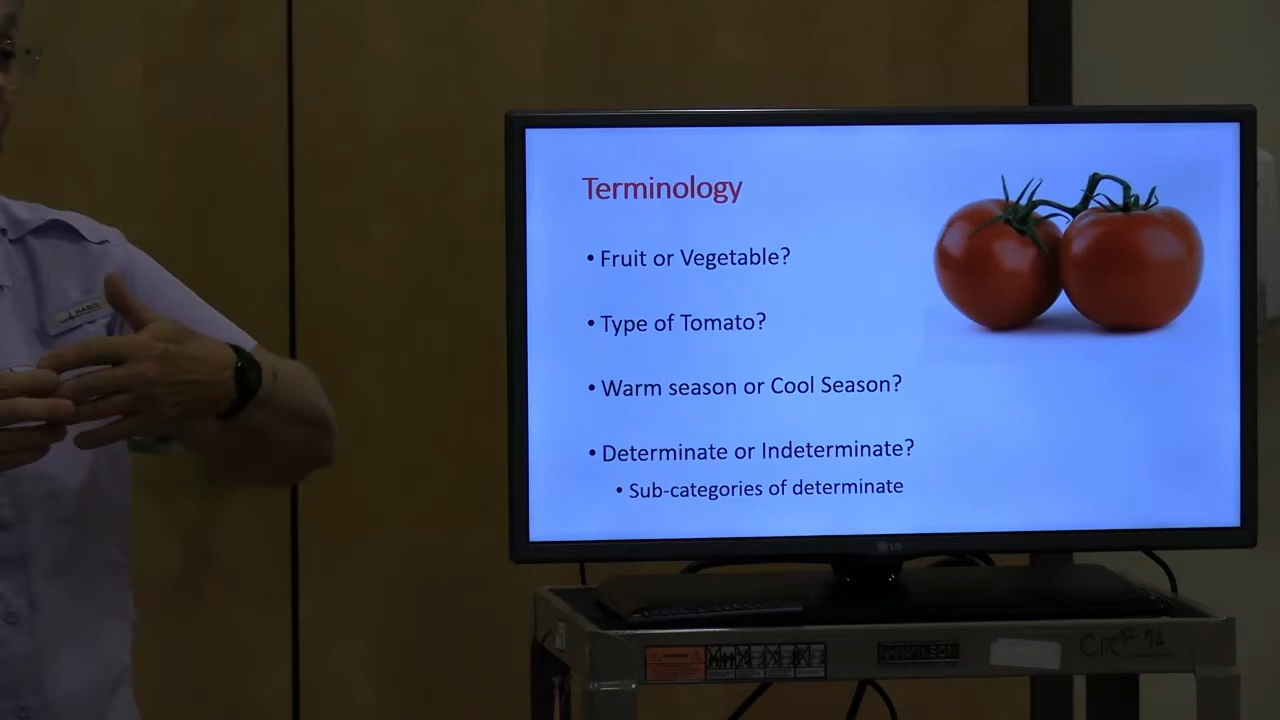 Terminology
• Fruit or Vegetable?
• Type of Tomato?
• Warm season or Cool Season?
• Determinate or Indeterminate?
• Sub-categories of determinate
LG
WILSON